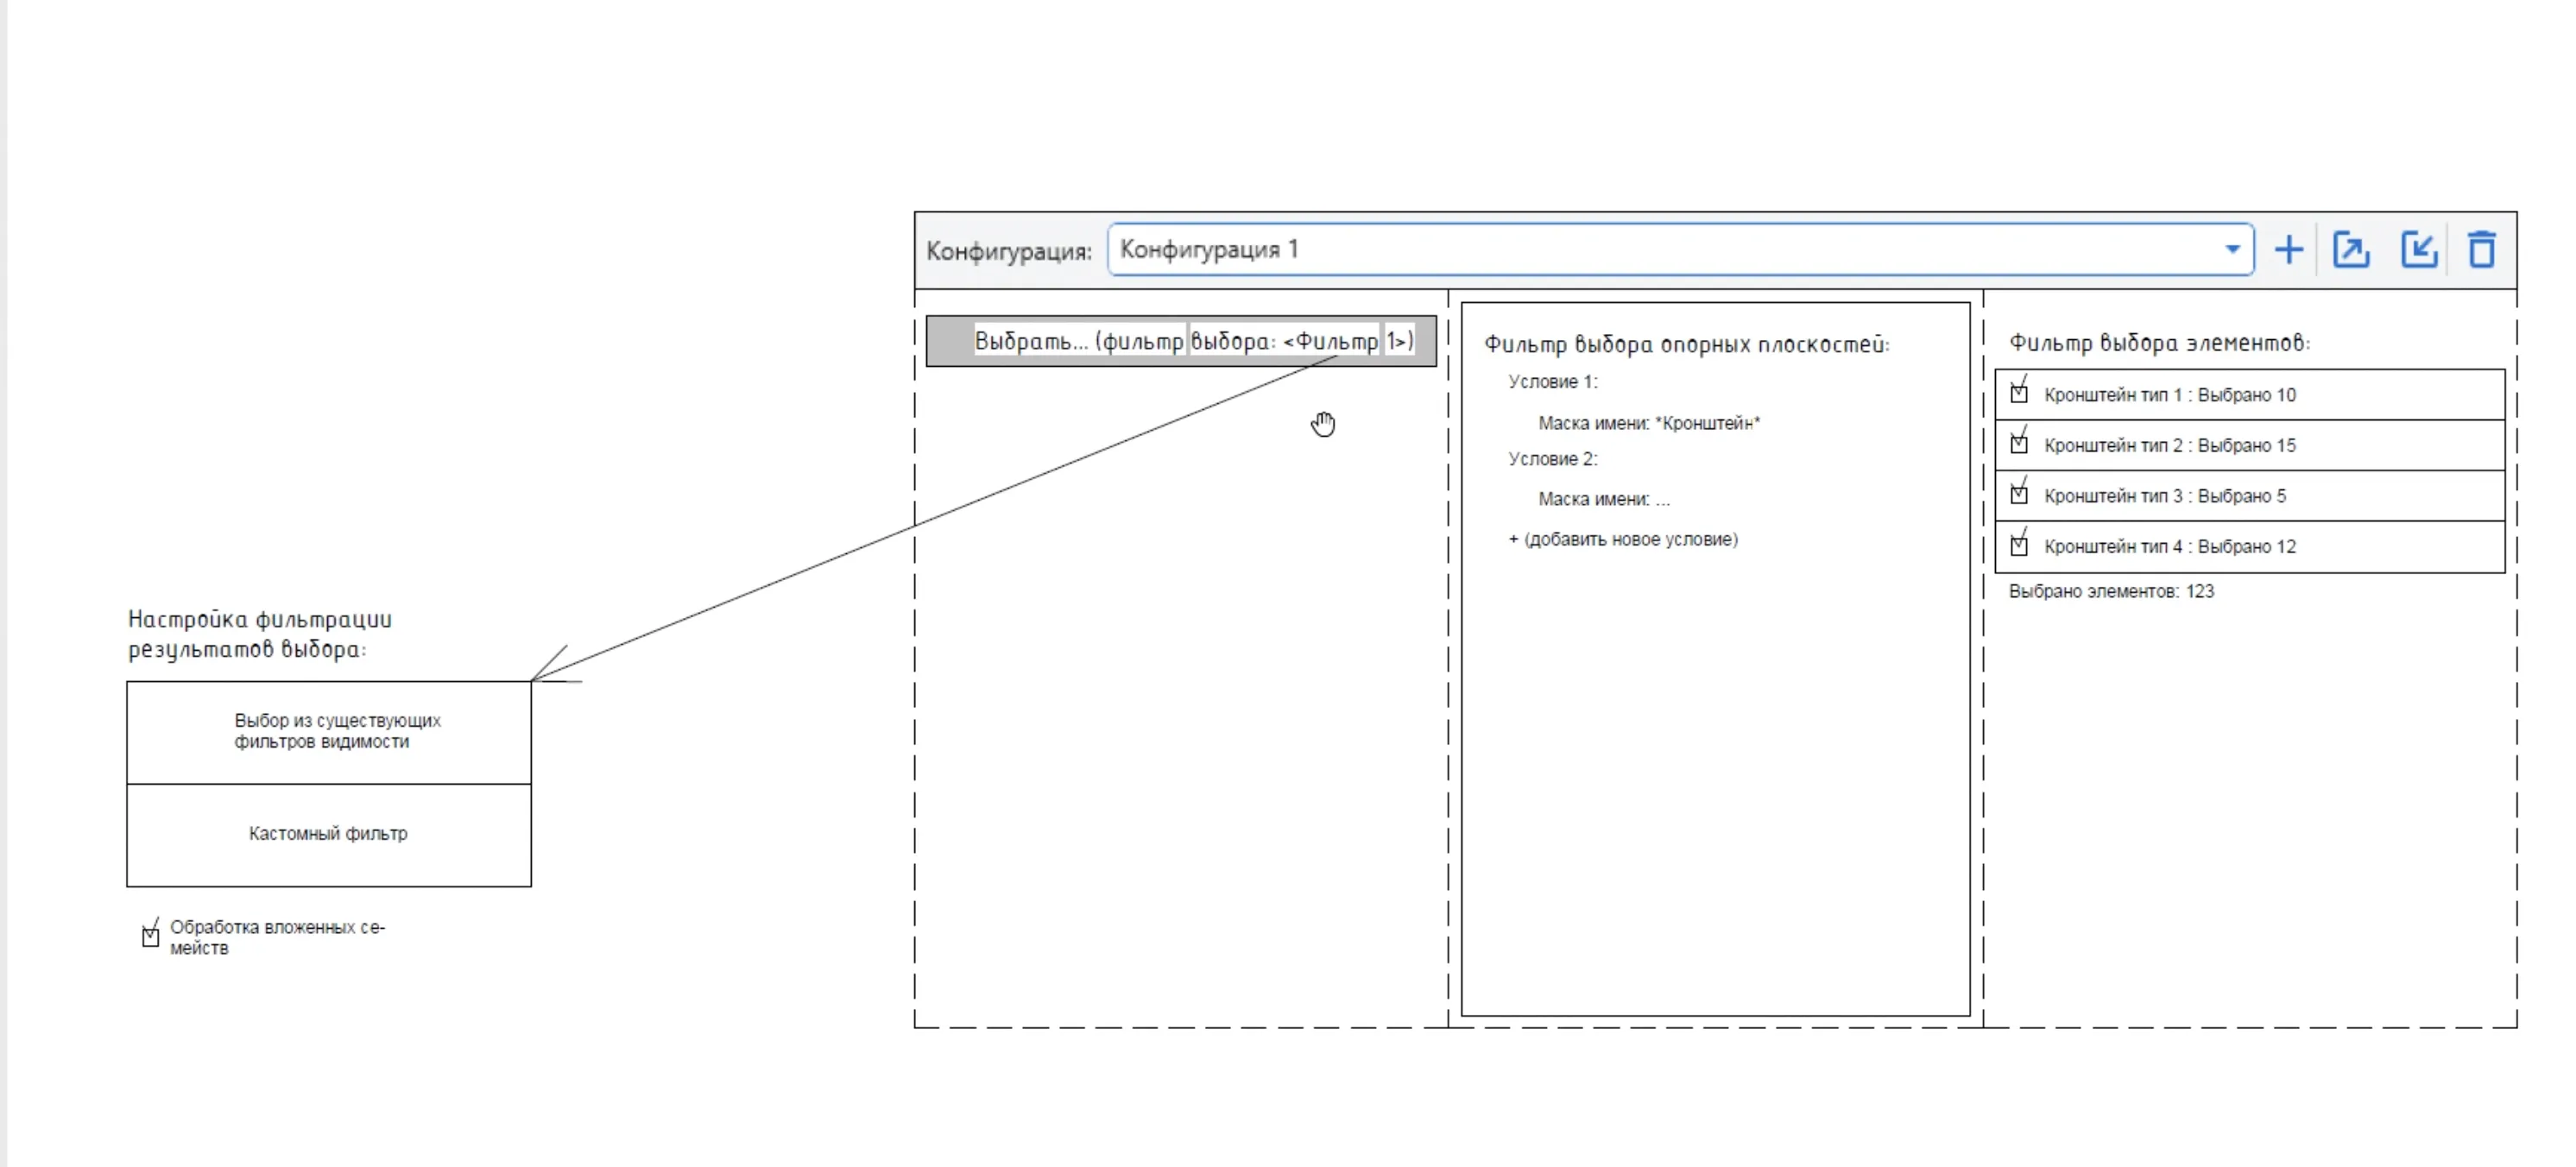 Конфигурация: Конфигурация 1
Выбрать... (фильтр выбора: <Фильтр 1>)
Фильтр выбора опорных плоскостей:
Условие 1:
Маска имени: *Кронштейн*
Условие 2:
Маска имени: ...
+ (добавить новое условие)
Фильтр выбора элементов:
Кронштейн тип 1 : Выбрано 10
Кронштейн тип 2 : Выбрано 15
Кронштейн тип 3 : Выбрано 5
Кронштейн тип 4 : Выбрано 12
Выбрано элементов: 123
Настройка фильтрации
результатов выбора:
Выбор из существующих
фильтров видимости
Кастомный фильтр
Обработка вложенных се-
мейств